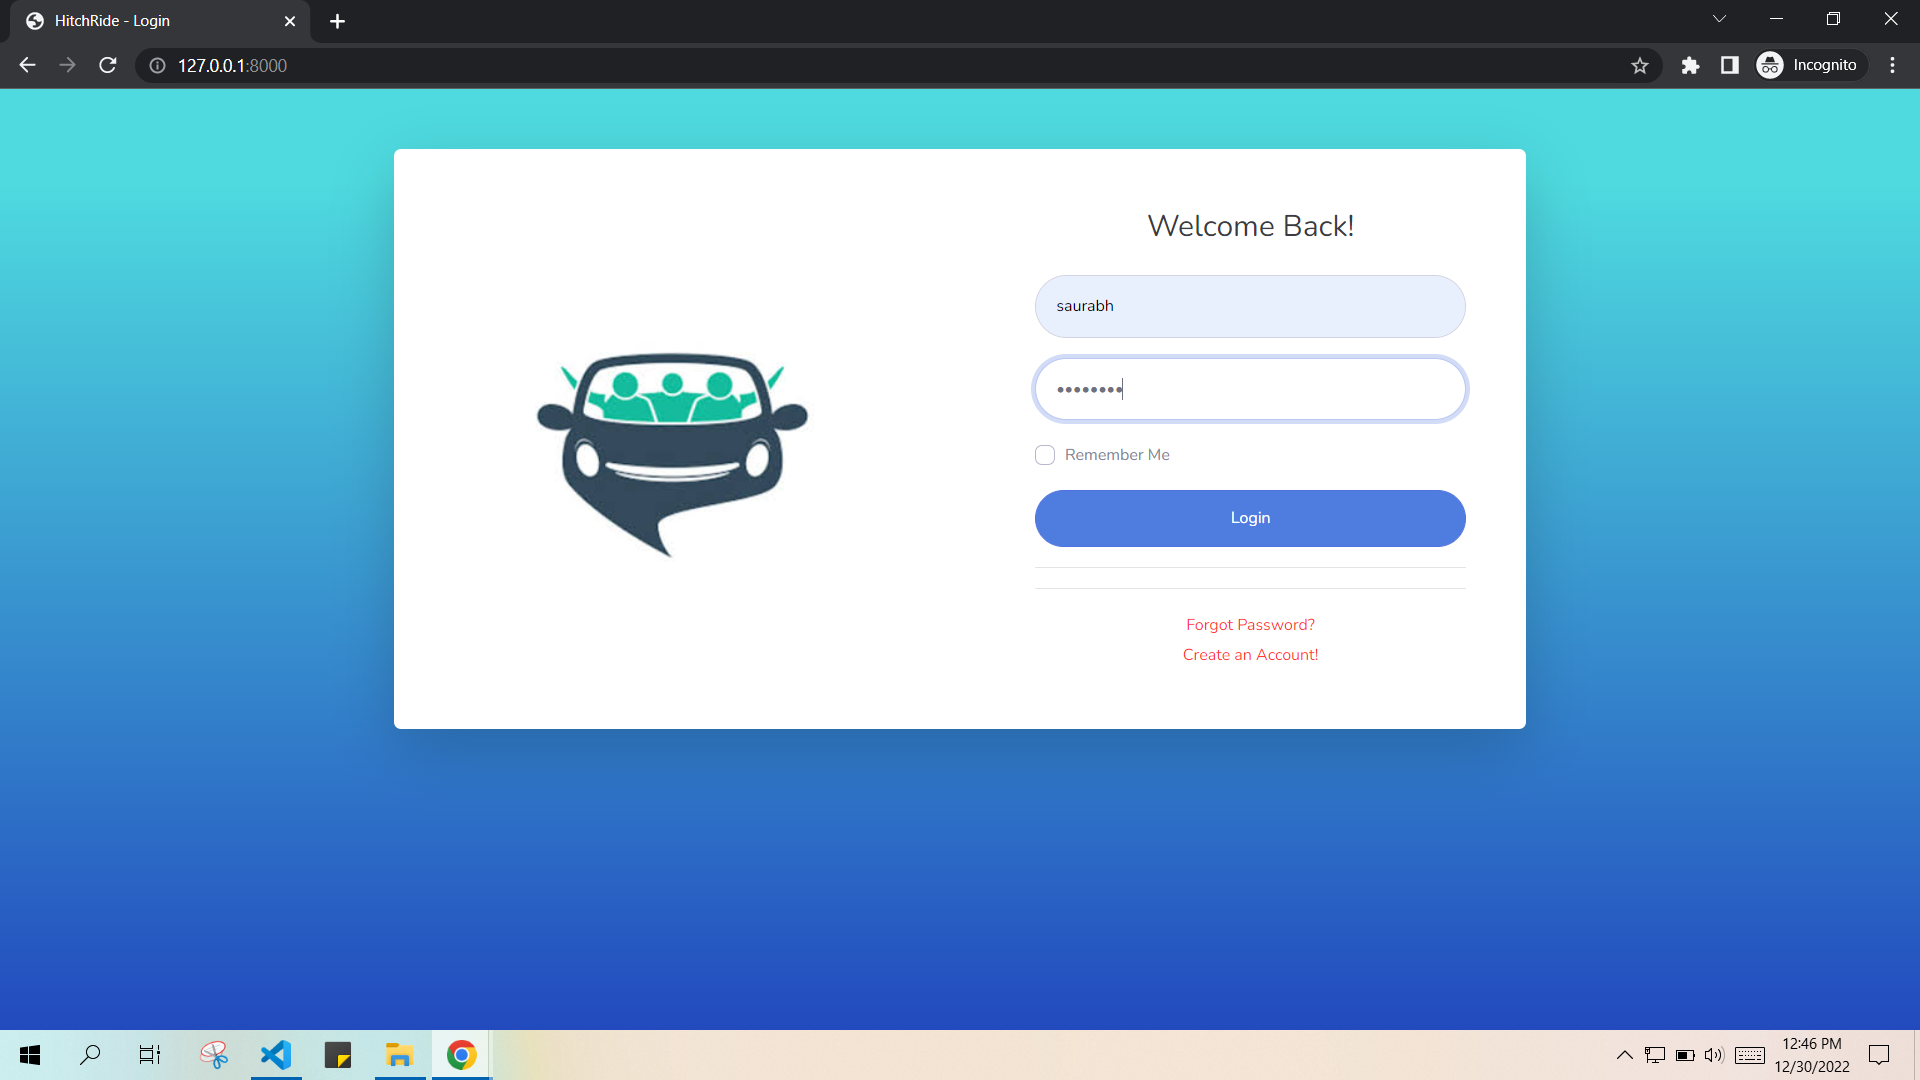 HitchRide - Login
127.0.0.1:8000
Incognito
Welcome Back!
saurabh
••••••••
Remember Me
Login
Forgot Password?
Create an Account!
12:46 PM
12/30/2022